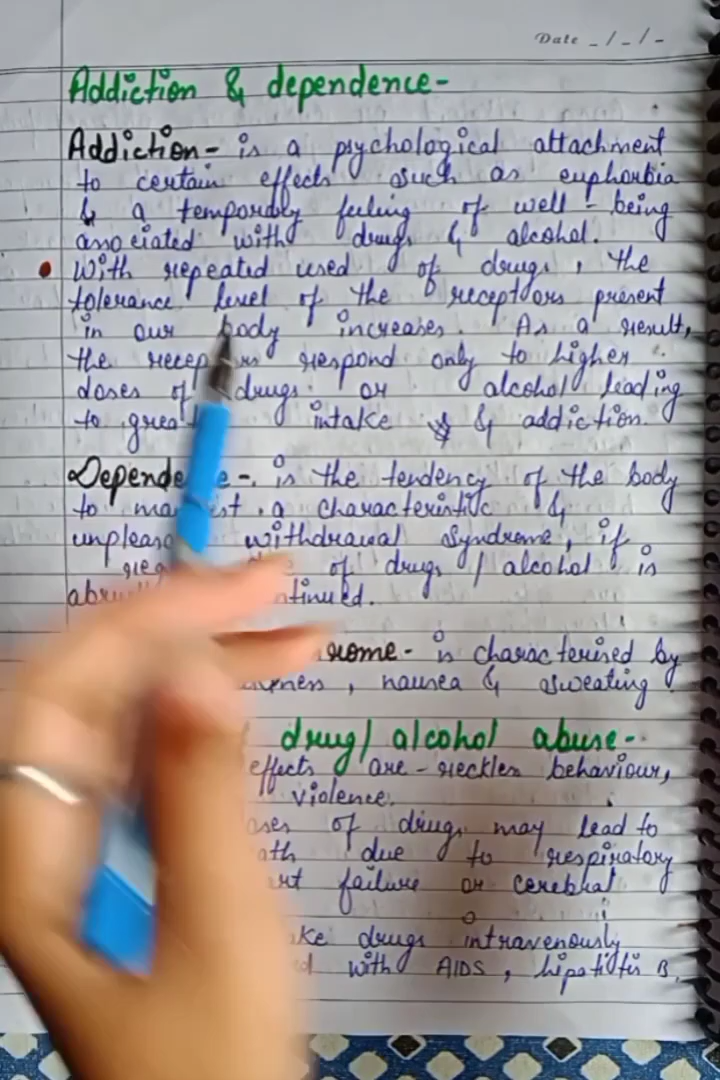 Date _/_/_
Addiction & dependence-
Addiction- is a psychological attachment
to certain effects such as euphorbia
& a temporary feeling of well-being
associated with drugs & alcohol.
With repeated used of drugs, the
tolerance level of the receptors present
in our body increases. As a result,
the receptors respond only to higher
doses of drugs or alcohol leading
to intake & addiction.
Dependence- is the tendency of the body
to a characteristic &
withdrawal syndrome, if
of drugs / alcohol is
is characterised by
nausea & sweating
drug/alcohol abuse-
effects are - reckless behaviour,
violence.
of drugs may lead to
due to respiratory
failure or cerebral
drugs intravenously
with AIDS, hipatitis B,